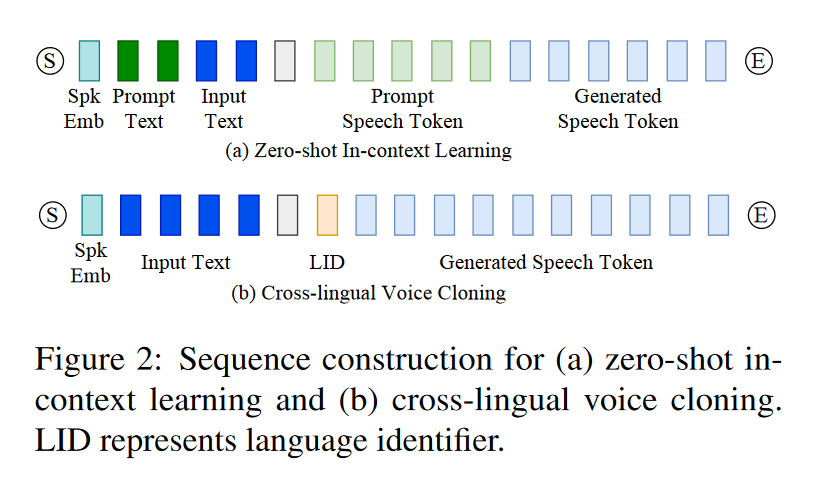 S E
Spk Prompt Input Prompt Generated
Emb Text Text Speech Token Speech Token
(a) Zero-shot In-context Learning
S E
Spk
Emb Input Text LID Generated Speech Token
(b) Cross-lingual Voice Cloning
Figure 2: Sequence construction for (a) zero-shot in-
context learning and (b) cross-lingual voice cloning.
LID represents language identifier.